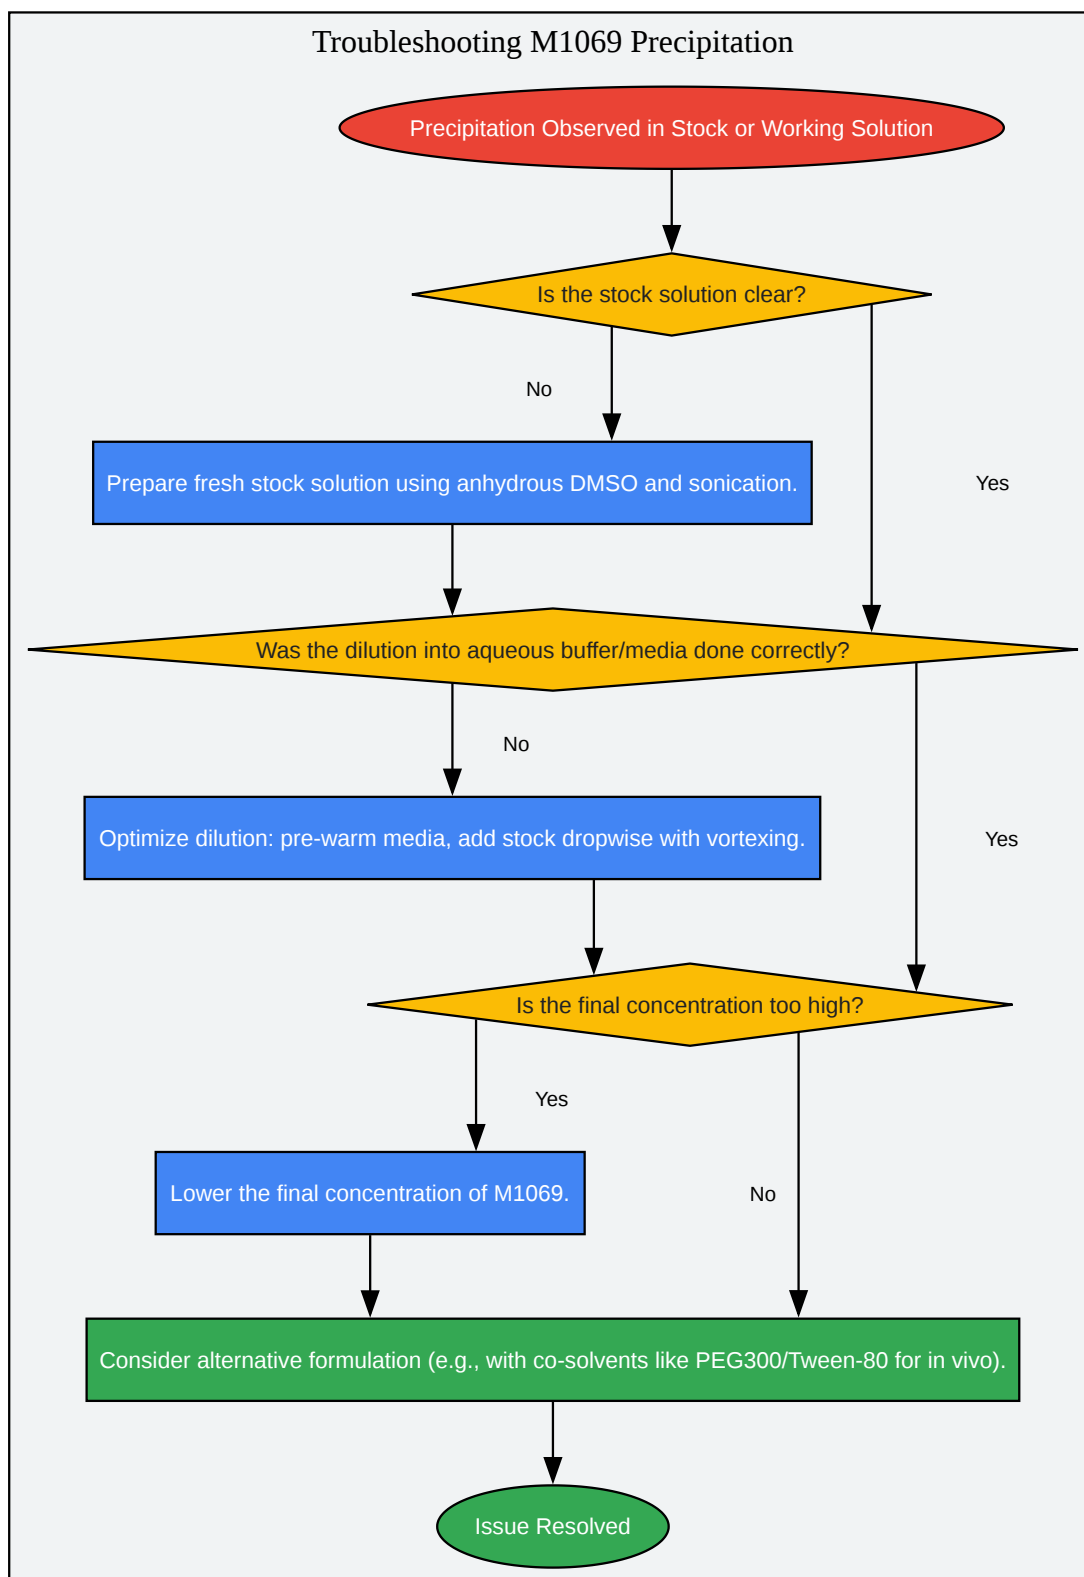 Troubleshooting M1069 Precipitation
Precipitation Observed in Stock or Working Solution
Is the stock solution clear?
No
Prepare fresh stock solution using anhydrous DMSO and sonication.
Yes
Was the dilution into aqueous buffer/media done correctly?
No
Optimize dilution: pre-warm media, add stock dropwise with vortexing.
Yes
Is the final concentration too high?
Yes
Lower the final concentration of M1069.
No
Consider alternative formulation (e.g., with co-solvents like PEG300/Tween-80 for in vivo).
Issue Resolved